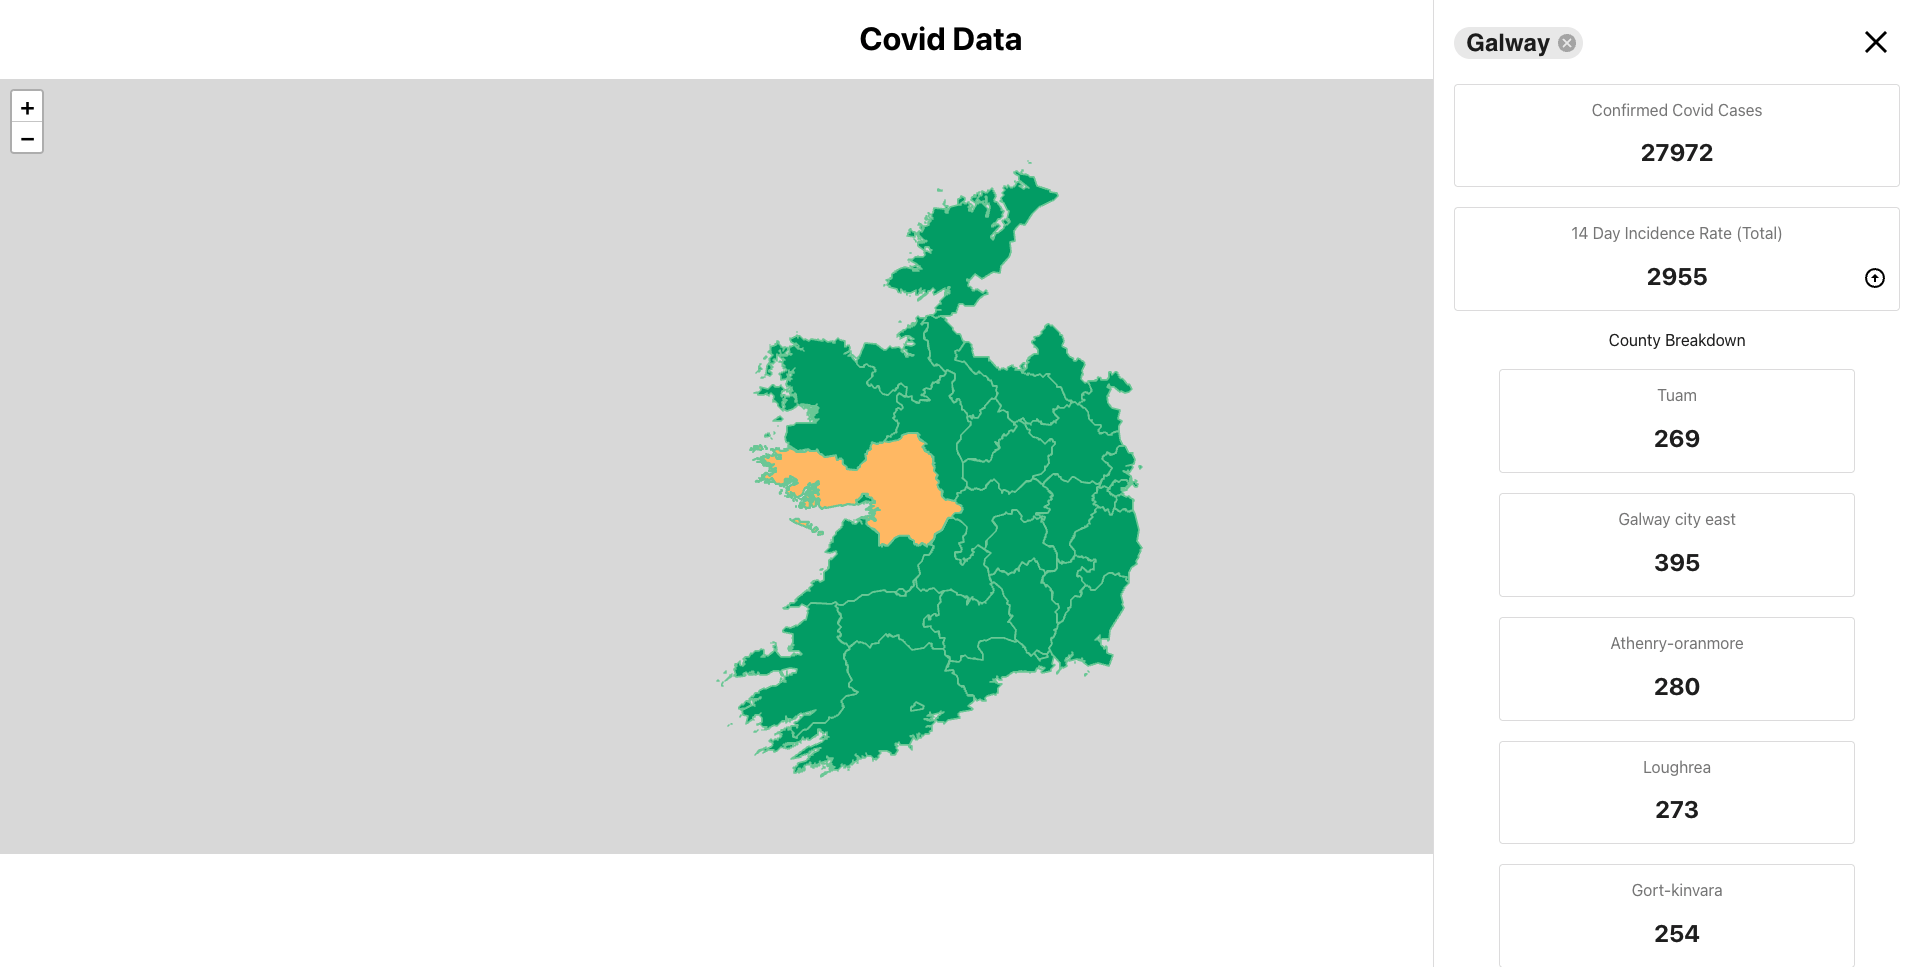 Covid Data
+
−
Galway
Confirmed Covid Cases
27972
14 Day Incidence Rate (Total)
2955
County Breakdown
Tuam
269
Galway city east
395
Athenry-oranmore
280
Loughrea
273
Gort-kinvara
254